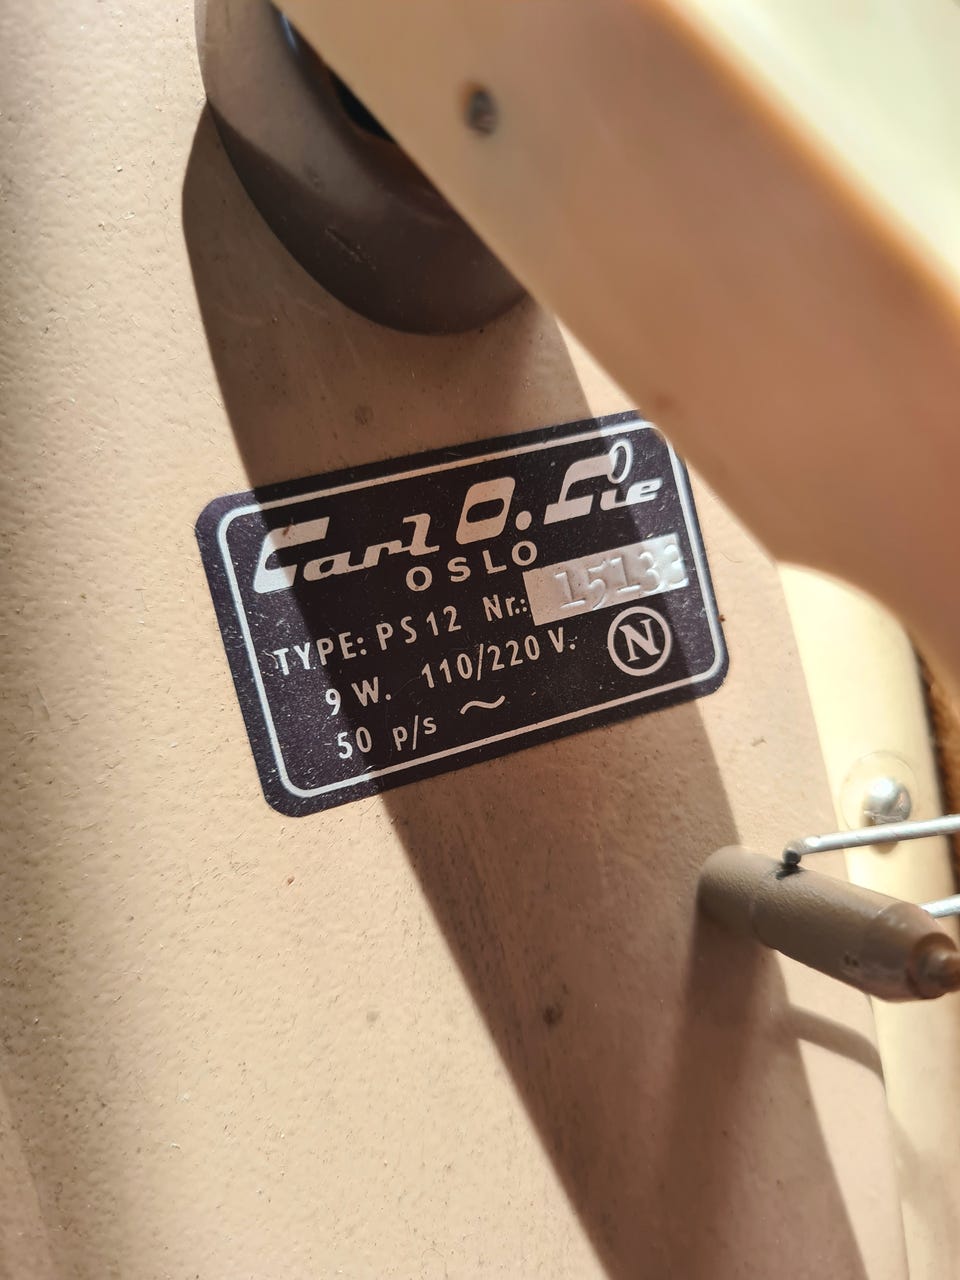 Carl O. Lie
OSLO
TYPE: PS 12 Nr.:
9 W. 110/220 V. N
50 p/s ~